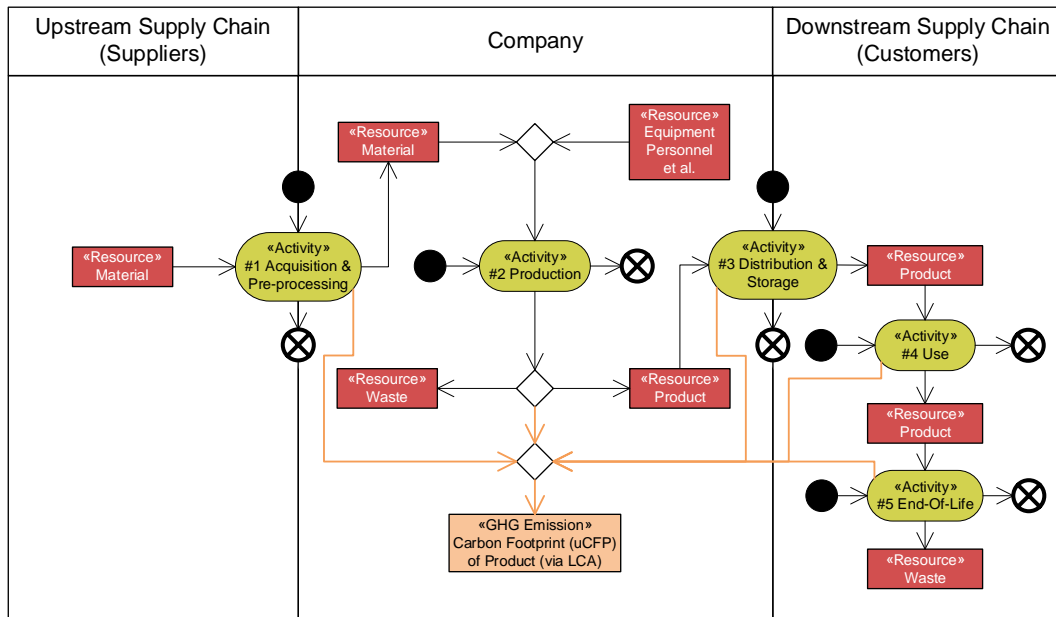 Upstream Supply Chain
(Suppliers)
Company
Downstream Supply Chain
(Customers)
«Resource»
Material
«Resource»
Equipment
Personnel
et al.
«Resource»
Material
«Activity»
#1 Acquisition &
Pre-processing
«Activity»
#2 Production
«Activity»
#3 Distribution &
Storage
«Resource»
Product
«Activity»
#4 Use
«Resource»
Waste
«Resource»
Product
«Resource»
Product
«Activity»
#5 End-Of-Life
«GHG Emission»
Carbon Footprint (uCFP)
of Product (via LCA)
«Resource»
Waste